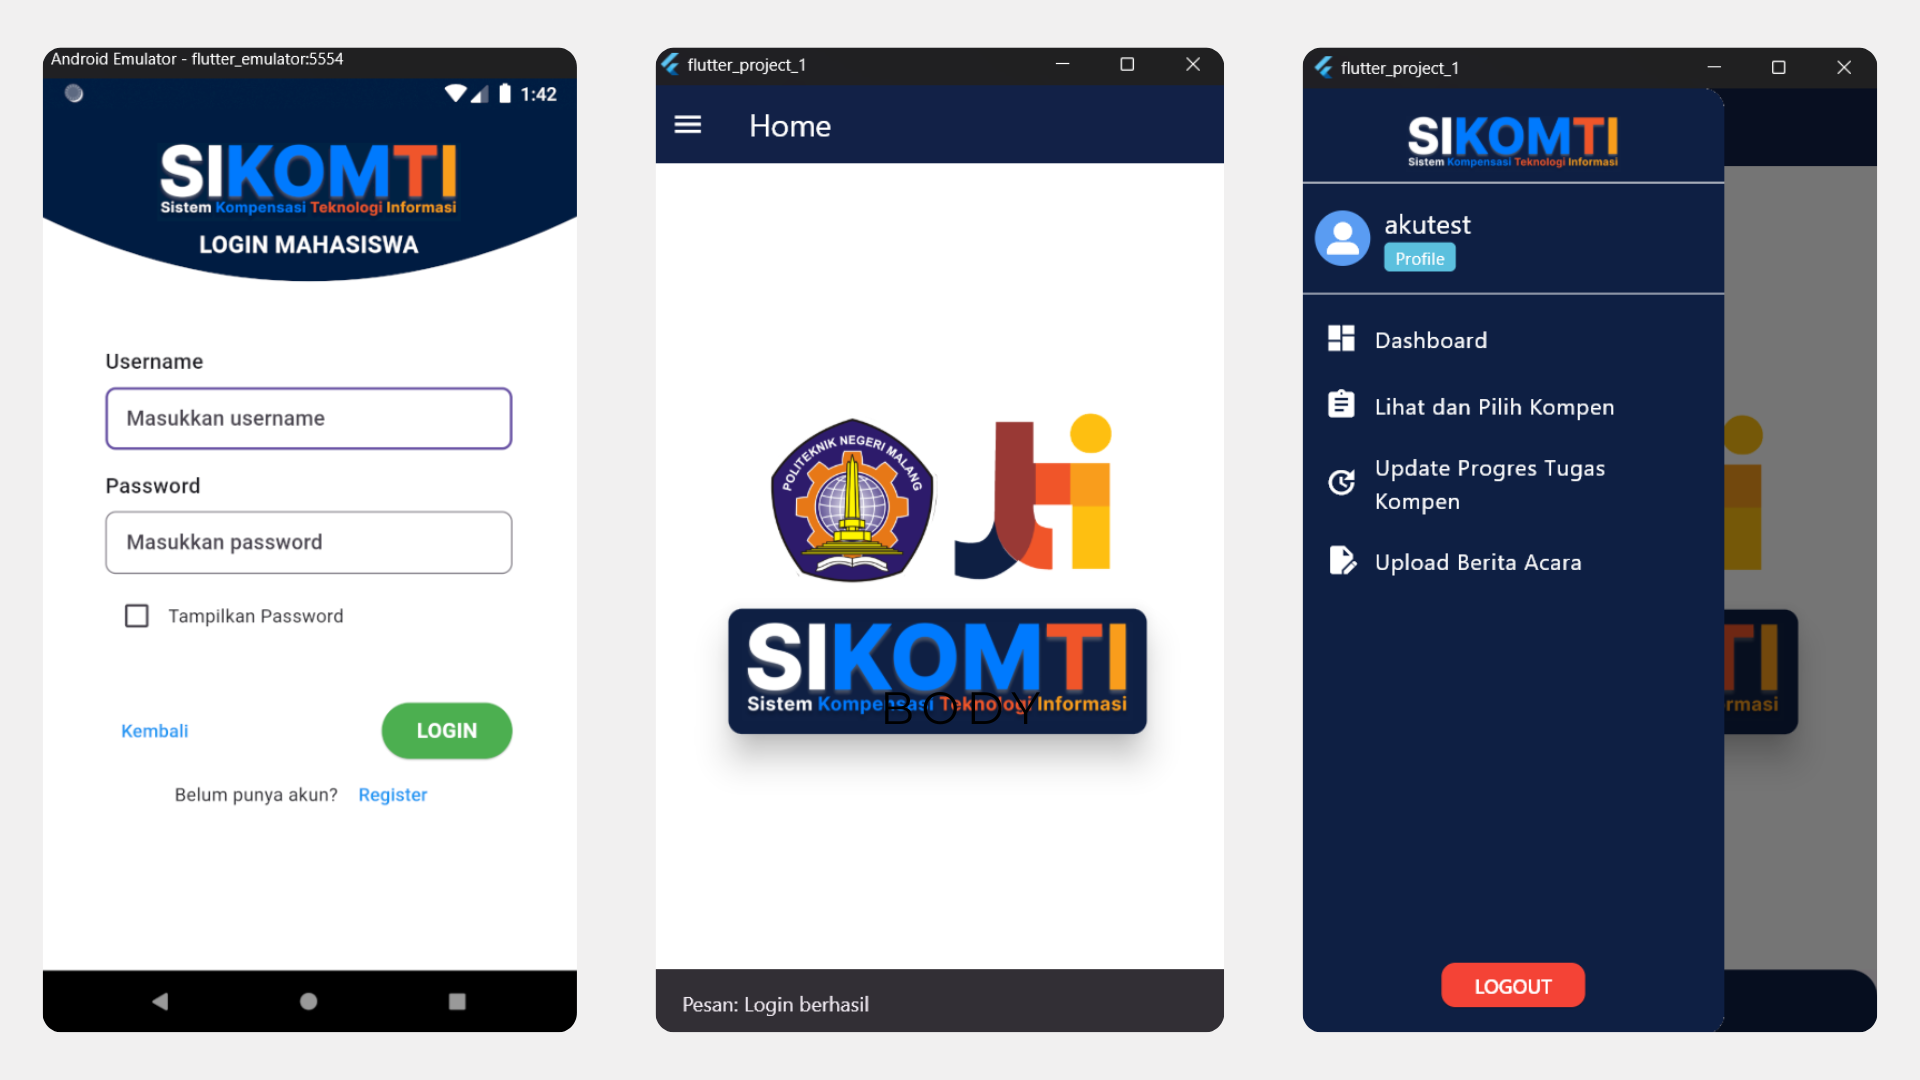 Android Emulator - flutter_emulator:5554
1:42
SIKOMTI
Sistem Kompensasi Teknologi Informasi
LOGIN MAHASISWA
Username
Masukkan username
Password
Masukkan password
Tampilkan Password
Kembali
LOGIN
Belum punya akun? Register
flutter_project_1
Home
POLITEKNIK NEGERI MALANG
JTI
SIKOMTI
Sistem Kompensasi Teknologi Informasi
BODY
Pesan: Login berhasil
flutter_project_1
SIKOMTI
Sistem Kompensasi Teknologi Informasi
akutest
Profile
Dashboard
Lihat dan Pilih Kompen
Update Progres Tugas
Kompen
Upload Berita Acara
TI
rmasi
LOGOUT